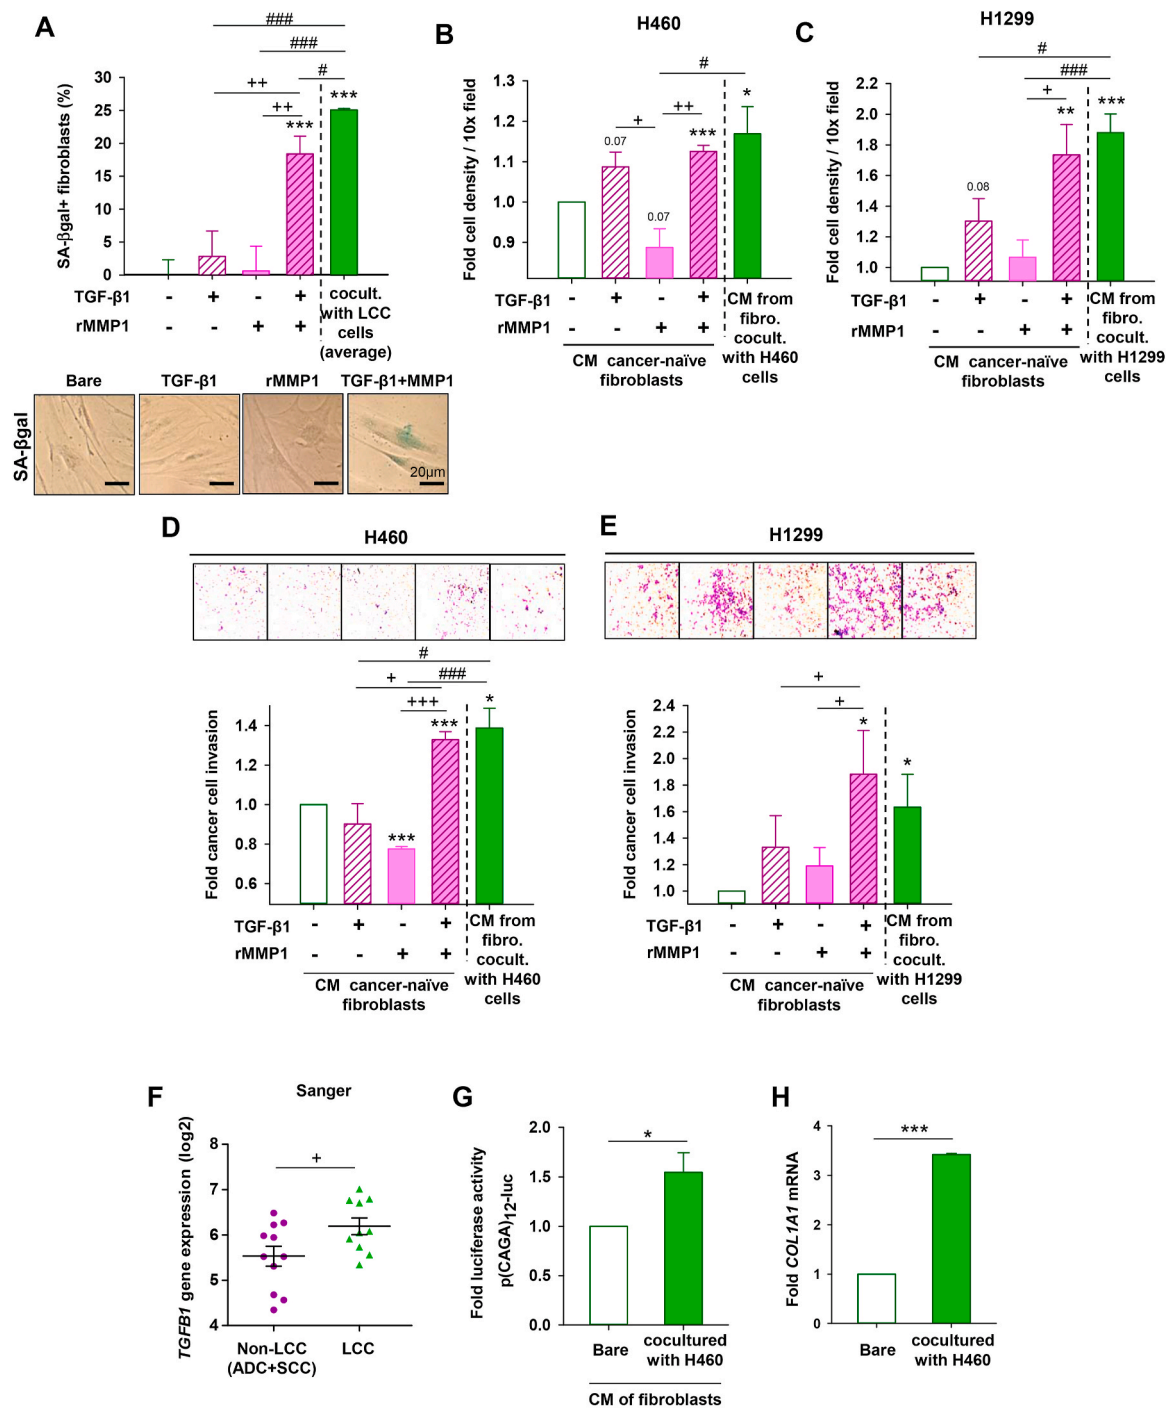 A
###
###
#
++
++
***
***
SA-βgal+ fibroblasts (%)
30
25
20
15
10
5
0
TGF-β1 - + - +
rMMP1 - - + +
cocult.
with LCC
cells
(average)
Bare TGF-β1 rMMP1 TGF-β1+MMP1
SA-βgal
20μm
B
H460
#
++
+
0.07
0.07
***
*
Fold cell density / 10x field
1.3
1.2
1.1
1.0
0.9
TGF-β1 - + - +
rMMP1 - - + +
CM cancer-naïve
fibroblasts
CM from
fibro.
cocult.
with H460
cells
C
H1299
#
###
+
0.08
**
***
Fold cell density / 10x field
2.2
2.0
1.8
1.6
1.4
1.2
1.0
TGF-β1 - + - +
rMMP1 - - + +
CM cancer-naïve
fibroblasts
CM from
fibro.
cocult.
with H1299
cells
D
H460
#
###
+
+++
***
***
*
Fold cancer cell invasion
1.4
1.0
0.8
0.6
TGF-β1 - + - +
rMMP1 - - + +
CM cancer-naïve
fibroblasts
CM from
fibro.
cocult.
with H460
cells
E
H1299
+
+
*
*
Fold cancer cell invasion
2.4
2.2
2.0
1.8
1.6
1.4
1.2
1.0
TGF-β1 - + - +
rMMP1 - - + +
CM cancer-naïve
fibroblasts
CM from
fibro.
cocult.
with H1299
cells
F
Sanger
+
TGFB1 gene expression (log2)
8
7
6
5
4
Non-LCC
(ADC+SCC)
LCC
G
*
Fold luciferase activity
p(CAGA)12-luc
2.0
1.5
1.0
0.5
0.0
Bare
cocultured
with H460
CM of fibroblasts
H
***
Fold COL1A1 mRNA
4
3
2
1
0
Bare
cocultured
with H460